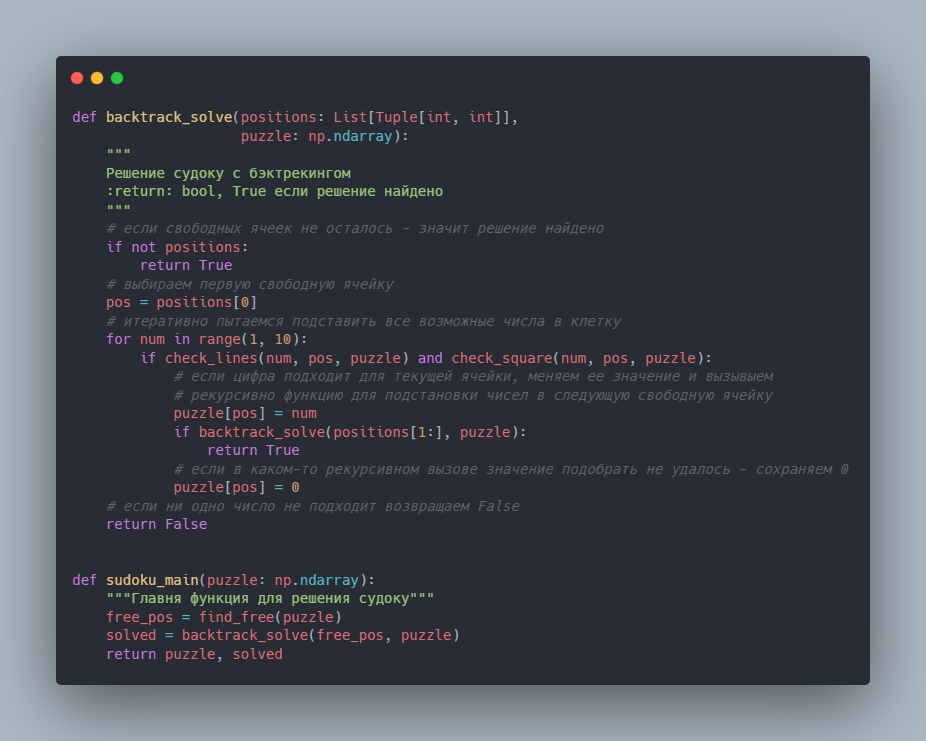 def backtrack_solve(positions: List[Tuple[int, int]],
                    puzzle: np.ndarray):
    """
    Решение судоку с бэктрекингом
    :return: bool, True если решение найдено
    """
    # если свободных ячеек не осталось - значит решение найдено
    if not positions:
        return True
    # выбираем первую свободную ячейку
    pos = positions[0]
    # итеративно пытаемся подставить все возможные числа в клетку
    for num in range(1, 10):
        if check_lines(num, pos, puzzle) and check_square(num, pos, puzzle):
            # если цифра подходит для текущей ячейки, меняем ее значение и вызывыем
            # рекурсивно функцию для подстановки чисел в следующую свободную ячейку
            puzzle[pos] = num
            if backtrack_solve(positions[1:], puzzle):
                return True
            # если в каком-то рекурсивном вызове значение подобрать не удалось - сохраняем 0
            puzzle[pos] = 0
    # если ни одно число не подходит возвращаем False
    return False
def sudoku_main(puzzle: np.ndarray):
    """Главня функция для решения судоку"""
    free_pos = find_free(puzzle)
    solved = backtrack_solve(free_pos, puzzle)
    return puzzle, solved